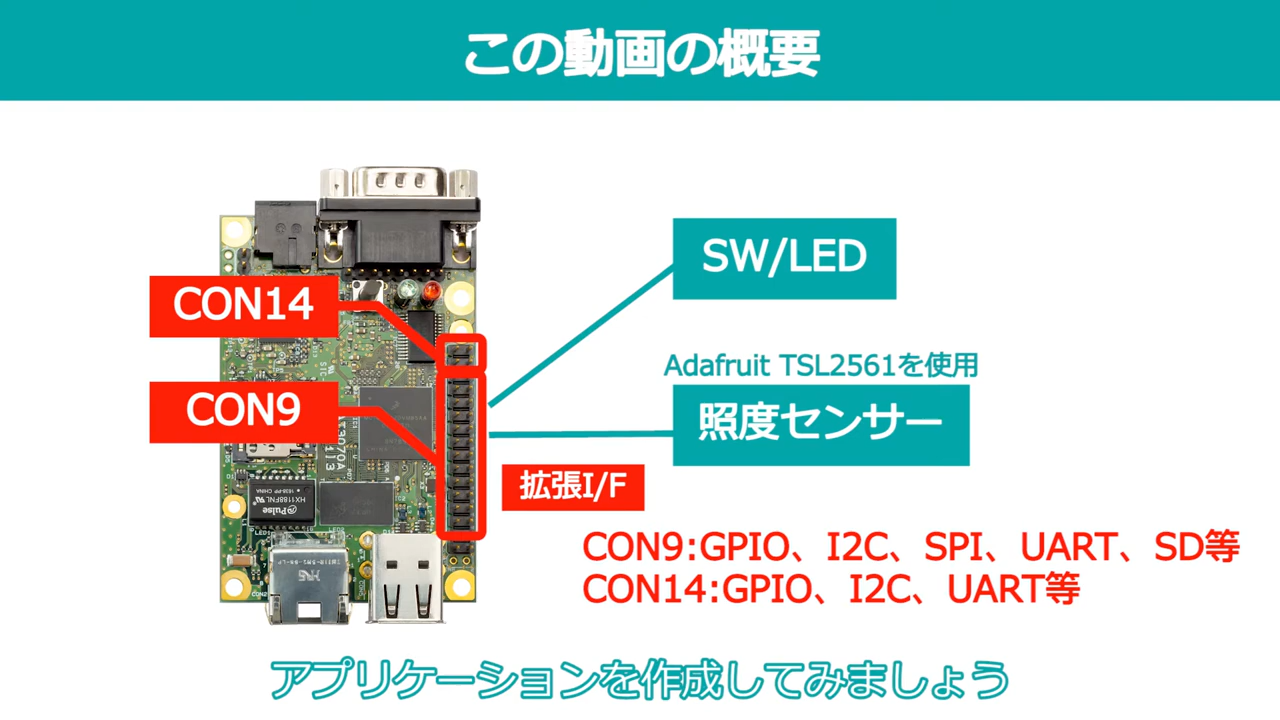 この動画の概要
SW/LED
CON14
Adafruit TSL2561を使用
CON9
照度センサー
拡張I/F
CON9:GPIO、I2C、SPI、UART、SD等
CON14:GPIO、I2C、UART等
Pulse
HX1188FNL
アプリケーションを作成してみましょう